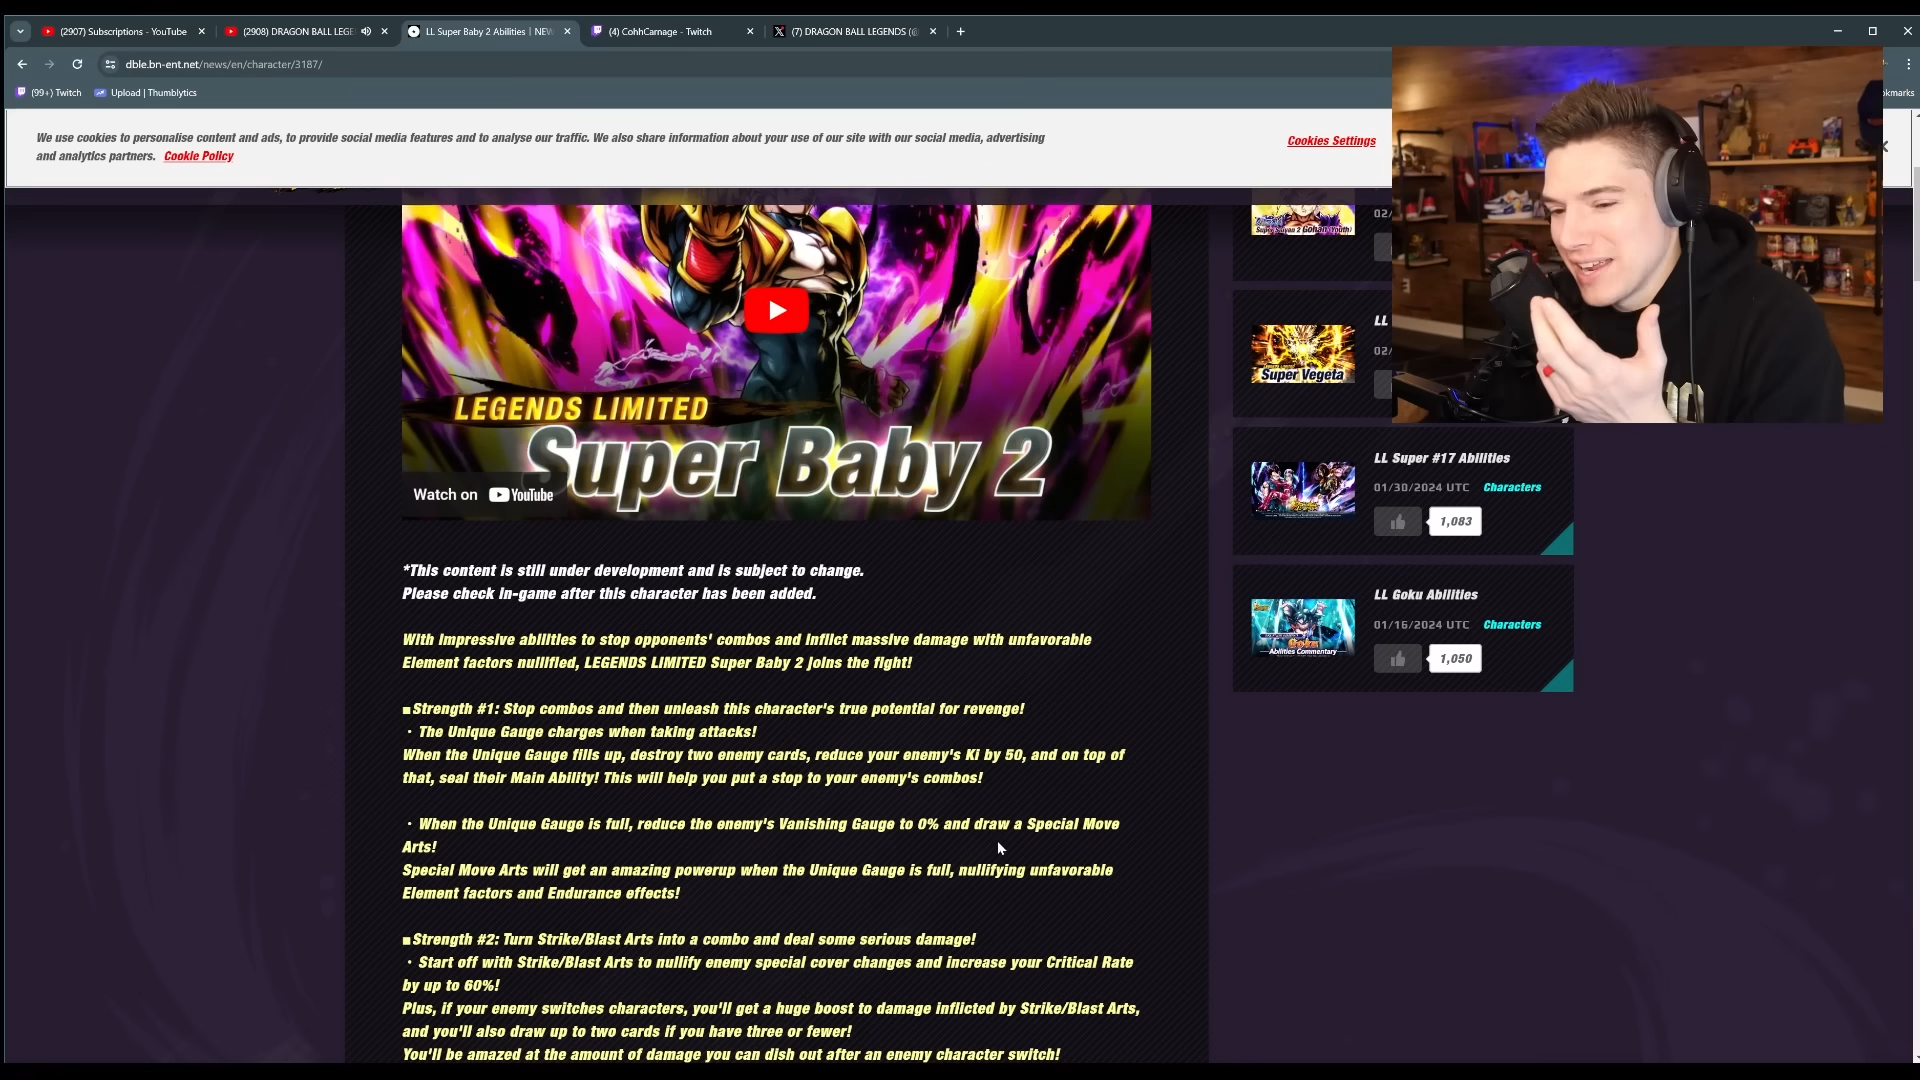 (2907) Subscriptions - YouTube
(2908) DRAGON BALL LEGE
LL Super Baby 2 Abilities | NEW
(4) CohhCarnage - Twitch
(7) DRAGON BALL LEGENDS (@
dble.bn-ent.net/news/en/character/3187/
(99+) Twitch
Upload | Thumblytics
okmarks
We use cookies to personalise content and ads, to provide social media features and to analyse our traffic. We also share information about your use of our site with our social media, advertising
and analytics partners. Cookie Policy
Cookies Settings
LEGENDS LIMITED
Super Baby 2
Watch on YouTube
*This content is still under development and is subject to change.
Please check in-game after this character has been added.
With impressive abilities to stop opponents' combos and inflict massive damage with unfavorable
Element factors nullified, LEGENDS LIMITED Super Baby 2 joins the fight!
■Strength #1: Stop combos and then unleash this character's true potential for revenge!
・The Unique Gauge charges when taking attacks!
When the Unique Gauge fills up, destroy two enemy cards, reduce your enemy's Ki by 50, and on top of
that, seal their Main Ability! This will help you put a stop to your enemy's combos!
・When the Unique Gauge is full, reduce the enemy's Vanishing Gauge to 0% and draw a Special Move
Arts!
Special Move Arts will get an amazing powerup when the Unique Gauge is full, nullifying unfavorable
Element factors and Endurance effects!
■Strength #2: Turn Strike/Blast Arts into a combo and deal some serious damage!
・Start off with Strike/Blast Arts to nullify enemy special cover changes and increase your Critical Rate
by up to 60%!
Plus, if your enemy switches characters, you'll get a huge boost to damage inflicted by Strike/Blast Arts,
and you'll also draw up to two cards if you have three or fewer!
You'll be amazed at the amount of damage you can dish out after an enemy character switch!
Super Saiyan 2 Gohan (Youth)
02/
LL
Super Vegeta
02/
LL Super #17 Abilities
01/30/2024 UTC Characters
1,083
LL Goku Abilities
01/16/2024 UTC Characters
Goku
Abilities Commentary
1,050